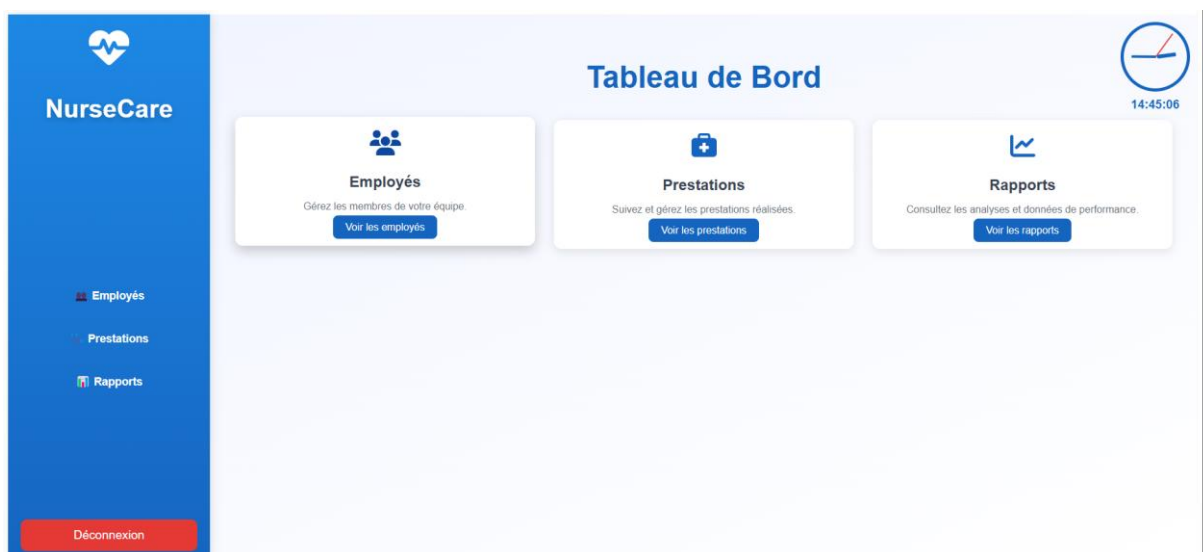 NurseCare
Employés
Prestations
Rapports
Déconnexion
Tableau de Bord
14:45:06
Employés
Gérez les membres de votre équipe.
Voir les employés
Prestations
Suivez et gérez les prestations réalisées.
Voir les prestations
Rapports
Consultez les analyses et données de performance.
Voir les rapports